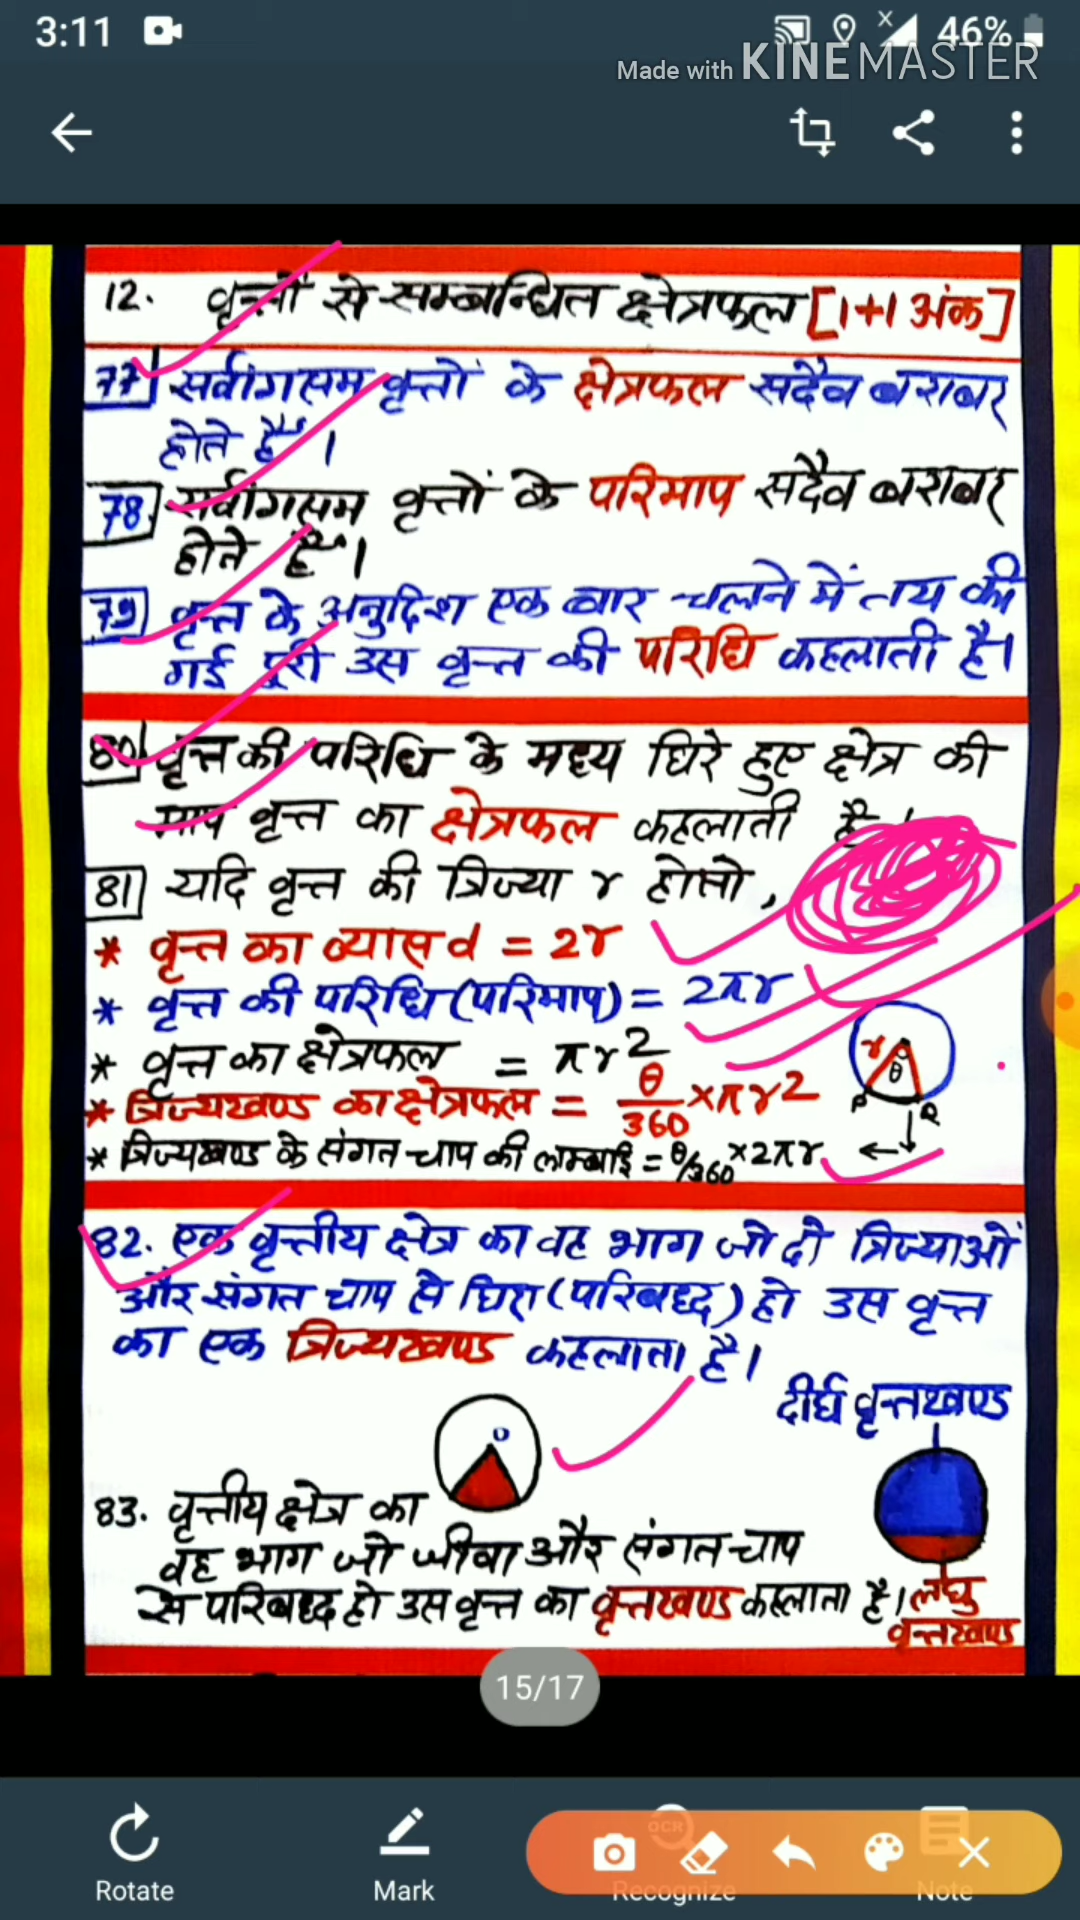 3:11
46%
Made with KINEMASTER
12. वृत्तों से सम्बन्धित क्षेत्रफल [1+1 अंक]
77 सर्वांगसम वृत्तों के क्षेत्रफल सदैव बराबर
होते हैं।
78. सर्वांगसम वृत्तों के परिमाप सदैव बराबर
होते हैं।
79 वृत्त के अनुदिश एक बार चलने में तय की
गई दूरी उस वृत्त की परिधि कहलाती है।
80 वृत्त की परिधि के मध्य घिरे हुए क्षेत्र की
माप वृत्त का क्षेत्रफल कहलाती है।
81 यदि वृत्त की त्रिज्या r हो तो,
* वृत्त का व्यास d = 2r
* वृत्त की परिधि (परिमाप) = 2πr
* वृत्त का क्षेत्रफल = πr2
* त्रिज्यखण्ड का क्षेत्रफल = θ/360 × πr2
r θ P Q
* त्रिज्यखण्ड के संगत चाप की लम्बाई = θ/360 × 2πr
82. एक वृत्तीय क्षेत्र का वह भाग जो दो त्रिज्याओं
और संगत चाप से घिरा (परिबध्द) हो उस वृत्त
का एक त्रिज्यखण्ड कहलाता है।
दीर्घ वृत्तखण्ड
O
83. वृत्तीय क्षेत्र का
वह भाग जो जीवा और संगत चाप
से परिबध्द हो उस वृत्त का वृत्तखण्ड कहलाता है।
लघु
वृत्तखण्ड
15/17
OCR
Rotate Mark Recognize Note